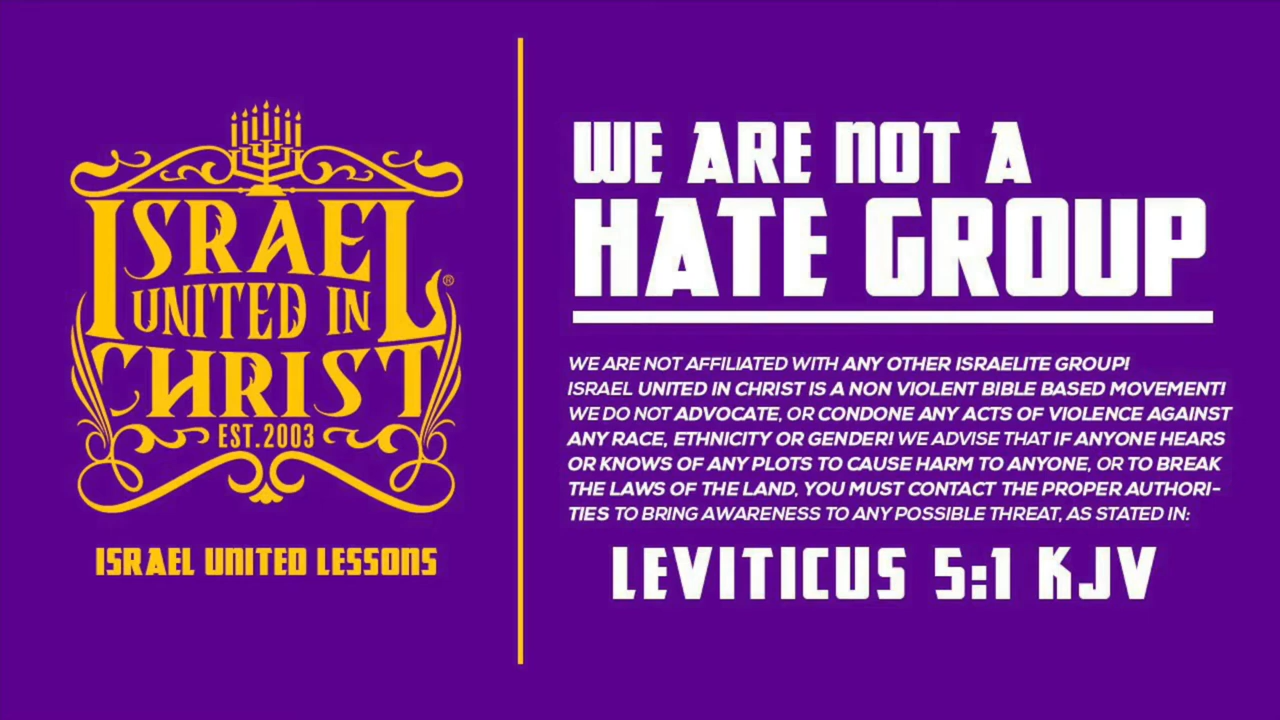 ISRAEL
UNITED IN
CHRIST
®
EST.2003
ISRAEL UNITED LESSONS
WE ARE NOT A
HATE GROUP
WE ARE NOT AFFILIATED WITH ANY OTHER ISRAELITE GROUP!
ISRAEL UNITED IN CHRIST IS A NON VIOLENT BIBLE BASED MOVEMENT!
WE DO NOT ADVOCATE, OR CONDONE ANY ACTS OF VIOLENCE AGAINST
ANY RACE, ETHNICITY OR GENDER! WE ADVISE THAT IF ANYONE HEARS
OR KNOWS OF ANY PLOTS TO CAUSE HARM TO ANYONE, OR TO BREAK
THE LAWS OF THE LAND, YOU MUST CONTACT THE PROPER AUTHORI-
TIES TO BRING AWARENESS TO ANY POSSIBLE THREAT, AS STATED IN:
LEVITICUS 5:1 KJV